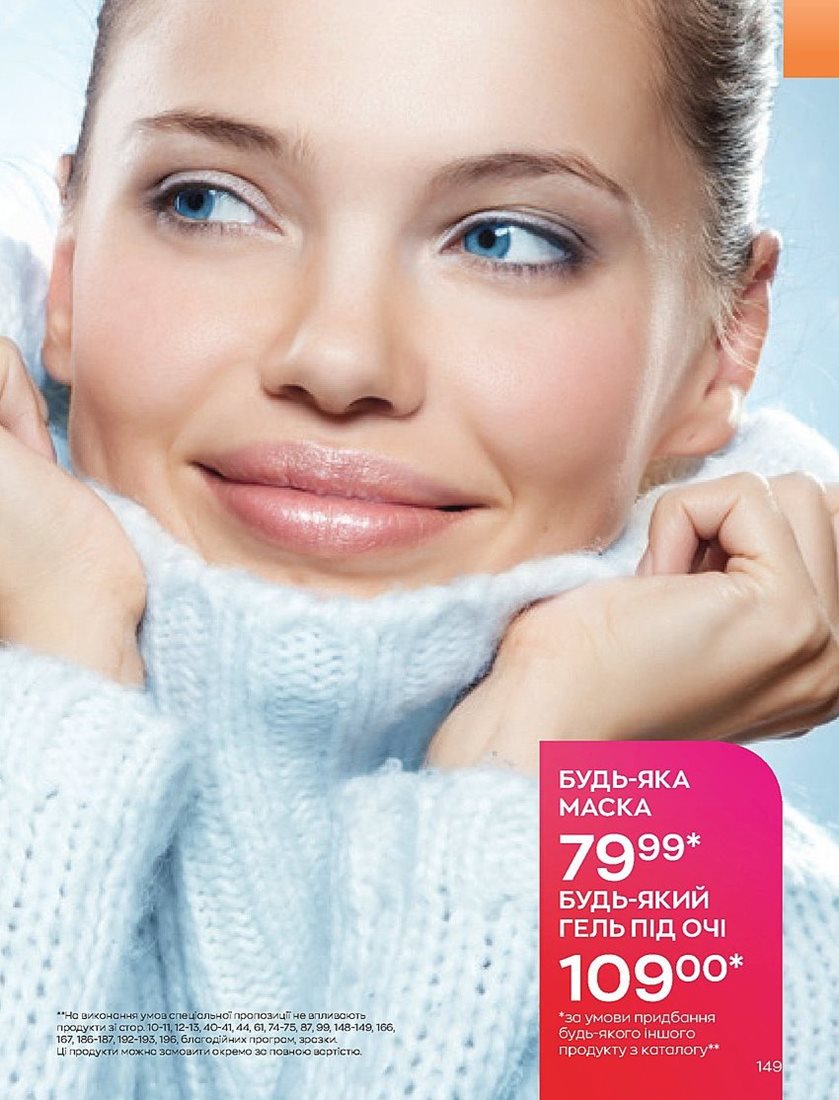 БУДЬ-ЯКА
МАСКА
79⁹⁹*
БУДЬ-ЯКИЙ
ГЕЛЬ ПІД ОЧІ
109⁰⁰*
*за умови придбання
будь-якого іншого
продукту з каталогу**
**На виконання умов спеціальної пропозиції не впливають
продукти зі стор. 10-11, 12-13, 40-41, 44, 61, 74-75, 87, 99, 148-149, 166,
167, 186-187, 192-193, 196, благодійних програм, зразки.
Ці продукти можна замовити окремо за повною вартістю.
149